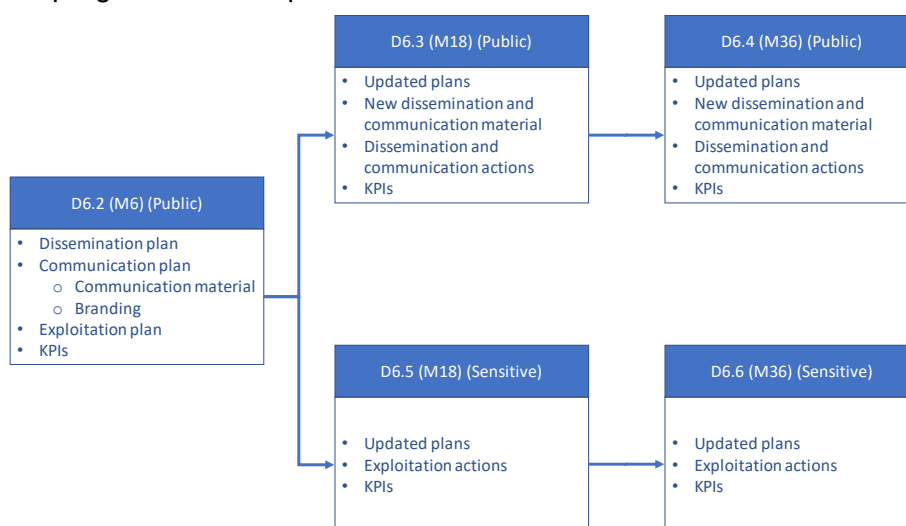 D6.3 (M18) (Public)
• Updated plans
• New dissemination and
communication material
• Dissemination and
communication actions
• KPIs
D6.4 (M36) (Public)
• Updated plans
• New dissemination and
communication material
• Dissemination and
communication actions
• KPIs
D6.2 (M6) (Public)
• Dissemination plan
• Communication plan
o Communication material
o Branding
• Exploitation plan
• KPIs
D6.5 (M18) (Sensitive)
• Updated plans
• Exploitation actions
• KPIs
D6.6 (M36) (Sensitive)
• Updated plans
• Exploitation actions
• KPIs